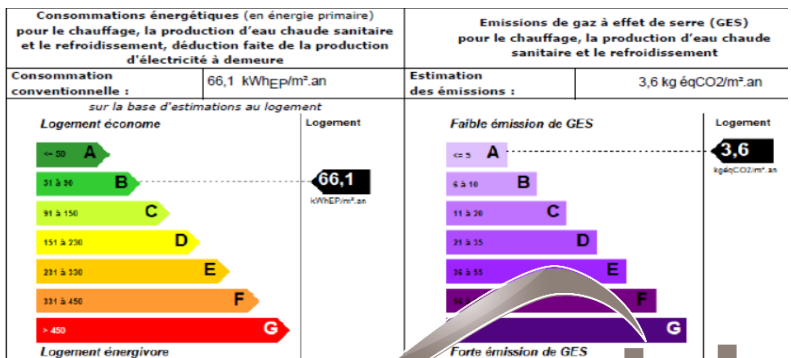 Consommations énergétiques (en énergie primaire)
pour le chauffage, la production d'eau chaude sanitaire
et le refroidissement, déduction faite de la production
d'électricité à demeure
Consommation
conventionnelle :
66,1 kWhEP/m².an
sur la base d'estimations au logement
Logement économe
Logement
<= 50 A
51 à 90 B
66,1
kWhEP/m².an
91 à 150 C
151 à 230 D
231 à 330 E
331 à 450 F
> 450 G
Logement énergivore
Emissions de gaz à effet de serre (GES)
pour le chauffage, la production d'eau chaude
sanitaire et le refroidissement
Estimation
des émissions :
3,6 kg éqCO2/m².an
Faible émission de GES
Logement
<= 5 A
3,6
kgéqCO2/m².an
6 à 10 B
11 à 20 C
21 à 35 D
36 à 55 E
F
G
Forte émission de GES